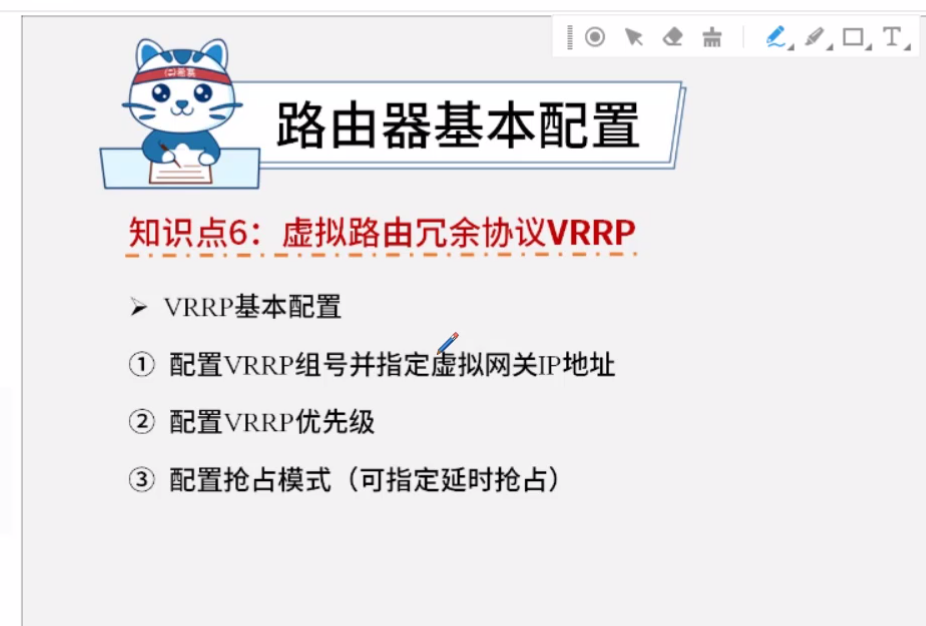 路由器基本配置
知识点6：虚拟路由冗余协议VRRP
➢ VRRP基本配置
① 配置VRRP组号并指定虚拟网关IP地址
② 配置VRRP优先级
③ 配置抢占模式（可指定延时抢占）